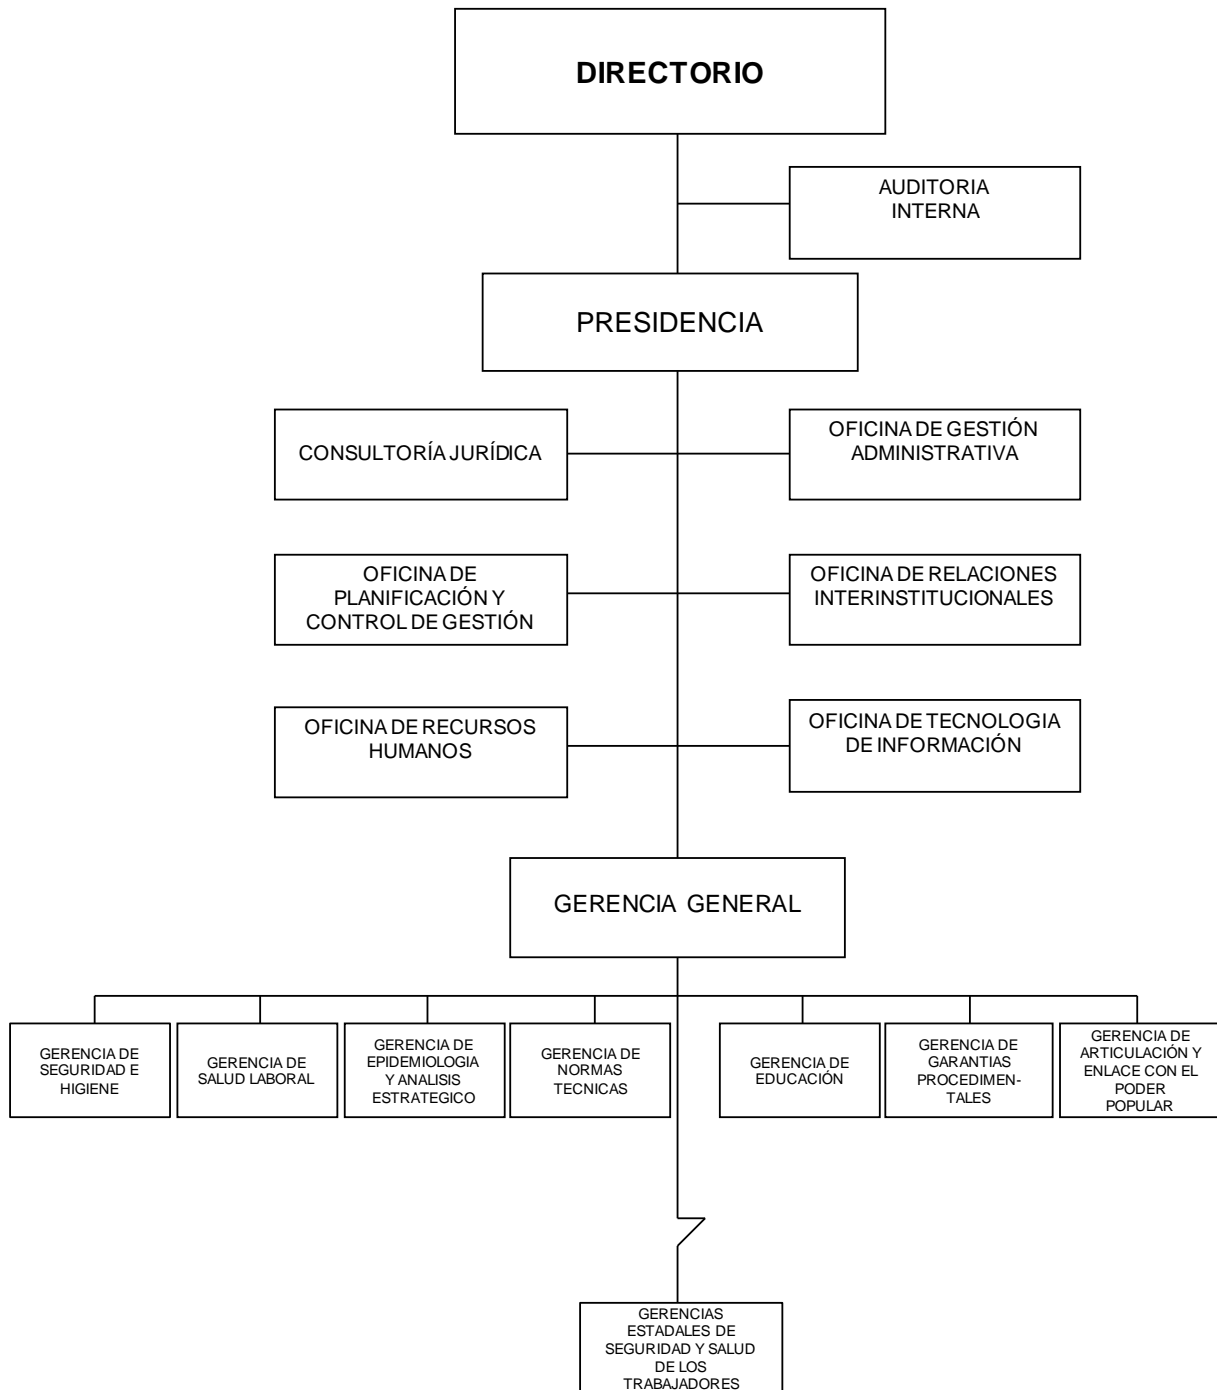 DIRECTORIO
AUDITORIA
INTERNA
PRESIDENCIA
CONSULTORÍA JURÍDICA
OFICINA DE GESTIÓN
ADMINISTRATIVA
OFICINA DE
PLANIFICACIÓN Y
CONTROL DE GESTIÓN
OFICINA DE RELACIONES
INTERINSTITUCIONALES
OFICINA DE RECURSOS
HUMANOS
OFICINA DE TECNOLOGIA
DE INFORMACIÓN
GERENCIA GENERAL
GERENCIA DE
SEGURIDAD E
HIGIENE
GERENCIA DE
SALUD LABORAL
GERENCIA DE
EPIDEMIOLOGIA
Y ANALISIS
ESTRATEGICO
GERENCIA DE
NORMAS
TECNICAS
GERENCIA DE
EDUCACIÓN
GERENCIA DE
GARANTIAS
PROCEDIMEN-
TALES
GERENCIA DE
ARTICULACIÓN Y
ENLACE CON EL
PODER
POPULAR
GERENCIAS
ESTADALES DE
SEGURIDAD Y SALUD
DE LOS
TRABAJADORES